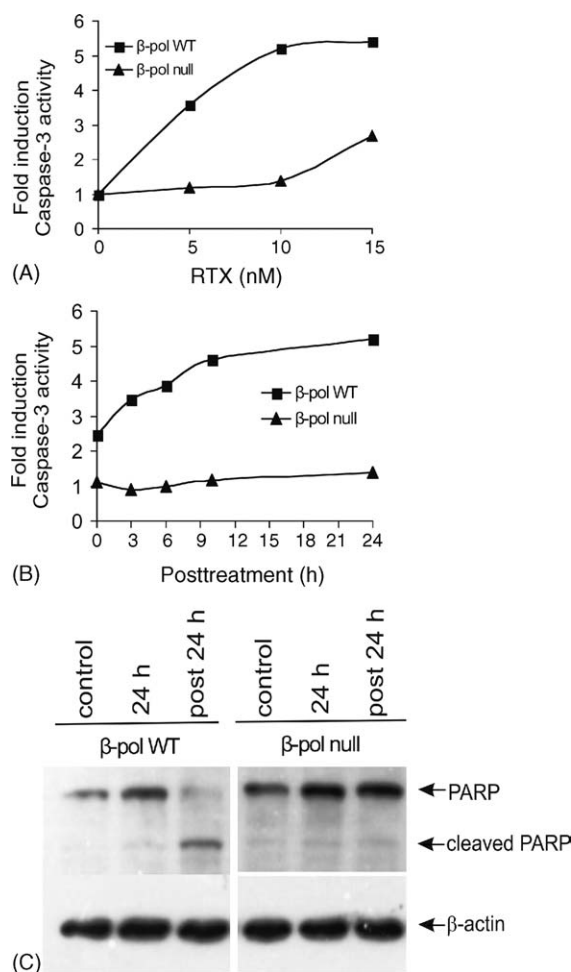 6
5
4
3
2
1
0
Fold induction
Caspase-3 activity
β-pol WT
β-pol null
0 5 10 15
RTX (nM)
(A)
6
5
4
3
2
1
0
Fold induction
Caspase-3 activity
β-pol WT
β-pol null
0 3 6 9 12 15 18 21 24
Posttreatment (h)
(B)
control
24 h
post 24 h
control
24 h
post 24 h
β-pol WT
β-pol null
PARP
cleaved PARP
β-actin
(C)